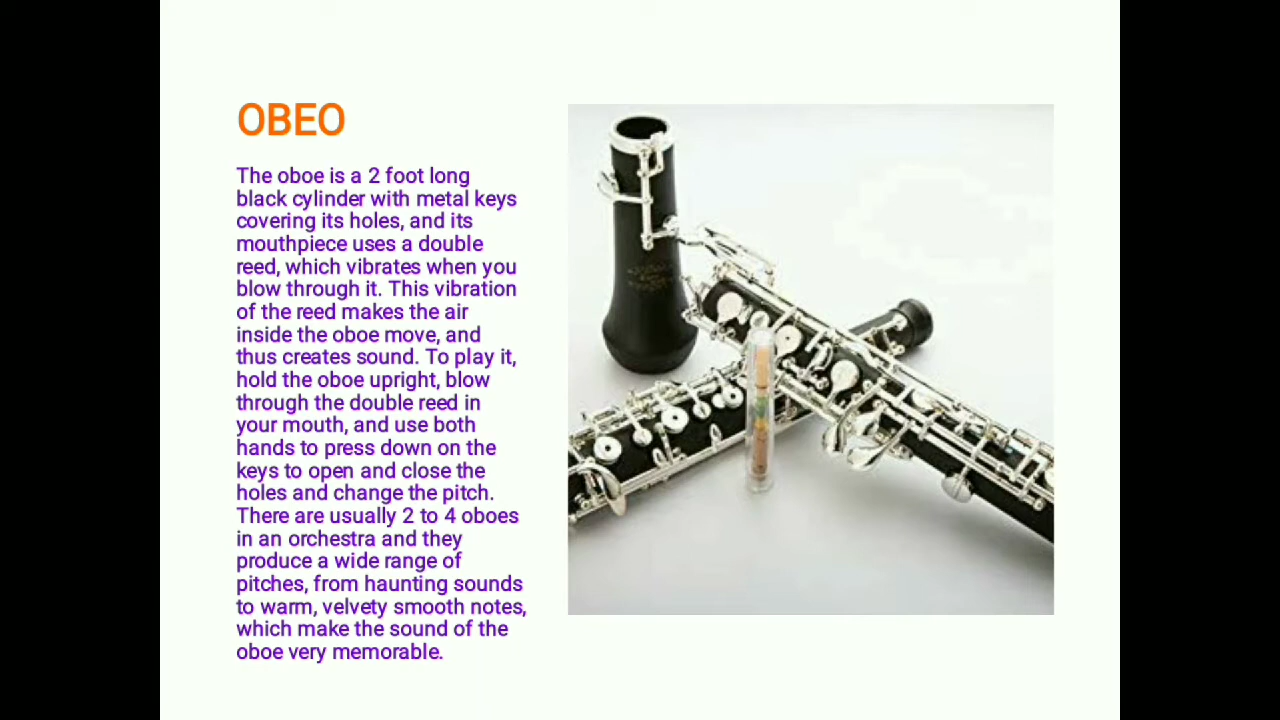 OBEO
The oboe is a 2 foot long
black cylinder with metal keys
covering its holes, and its
mouthpiece uses a double
reed, which vibrates when you
blow through it. This vibration
of the reed makes the air
inside the oboe move, and
thus creates sound. To play it,
hold the oboe upright, blow
through the double reed in
your mouth, and use both
hands to press down on the
keys to open and close the
holes and change the pitch.
There are usually 2 to 4 oboes
in an orchestra and they
produce a wide range of
pitches, from haunting sounds
to warm, velvety smooth notes,
which make the sound of the
oboe very memorable.